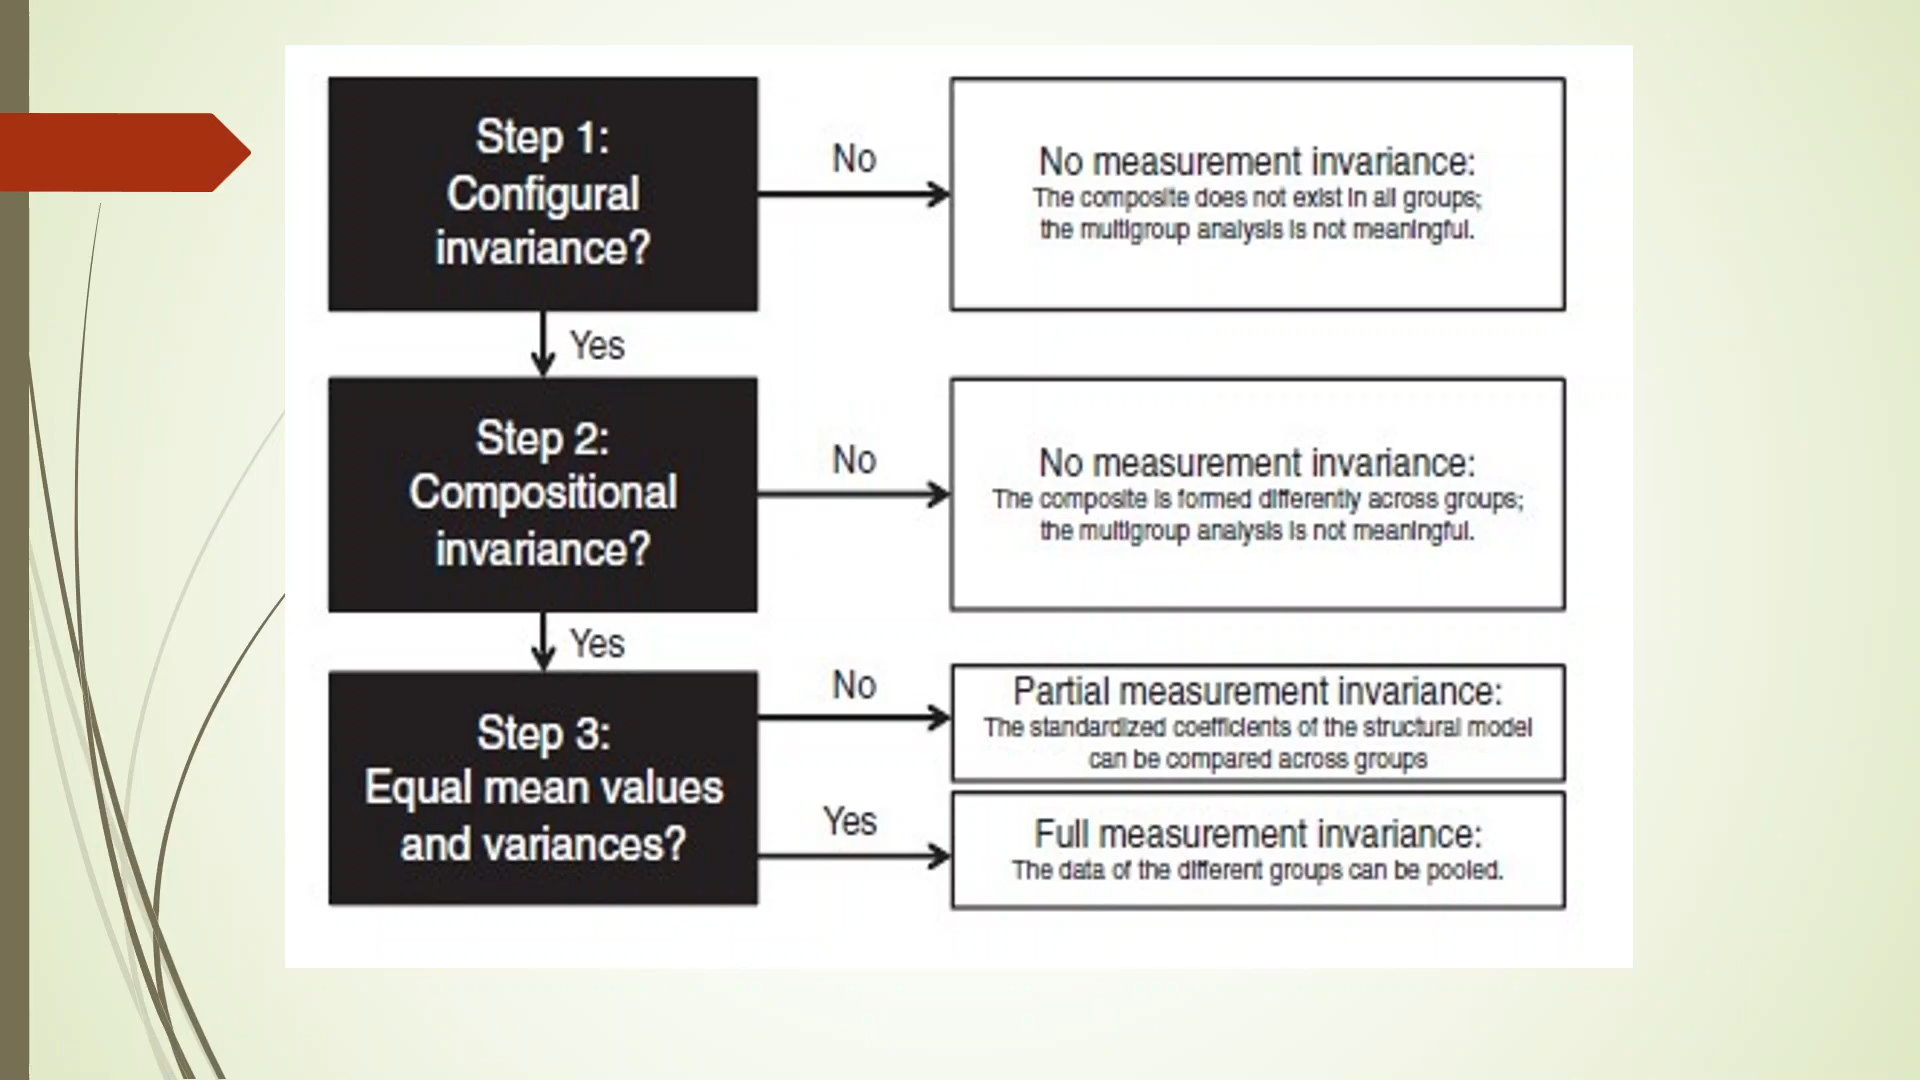 Step 1:
Configural
invariance?
No
No measurement invariance:
The composite does not exist in all groups;
the multigroup analysis is not meaningful.
Yes
Step 2:
Compositional
invariance?
No
No measurement invariance:
The composite is formed differently across groups;
the multigroup analysis is not meaningful.
Yes
Step 3:
Equal mean values
and variances?
No
Partial measurement invariance:
The standardized coefficients of the structural model
can be compared across groups
Yes
Full measurement invariance:
The data of the different groups can be pooled.